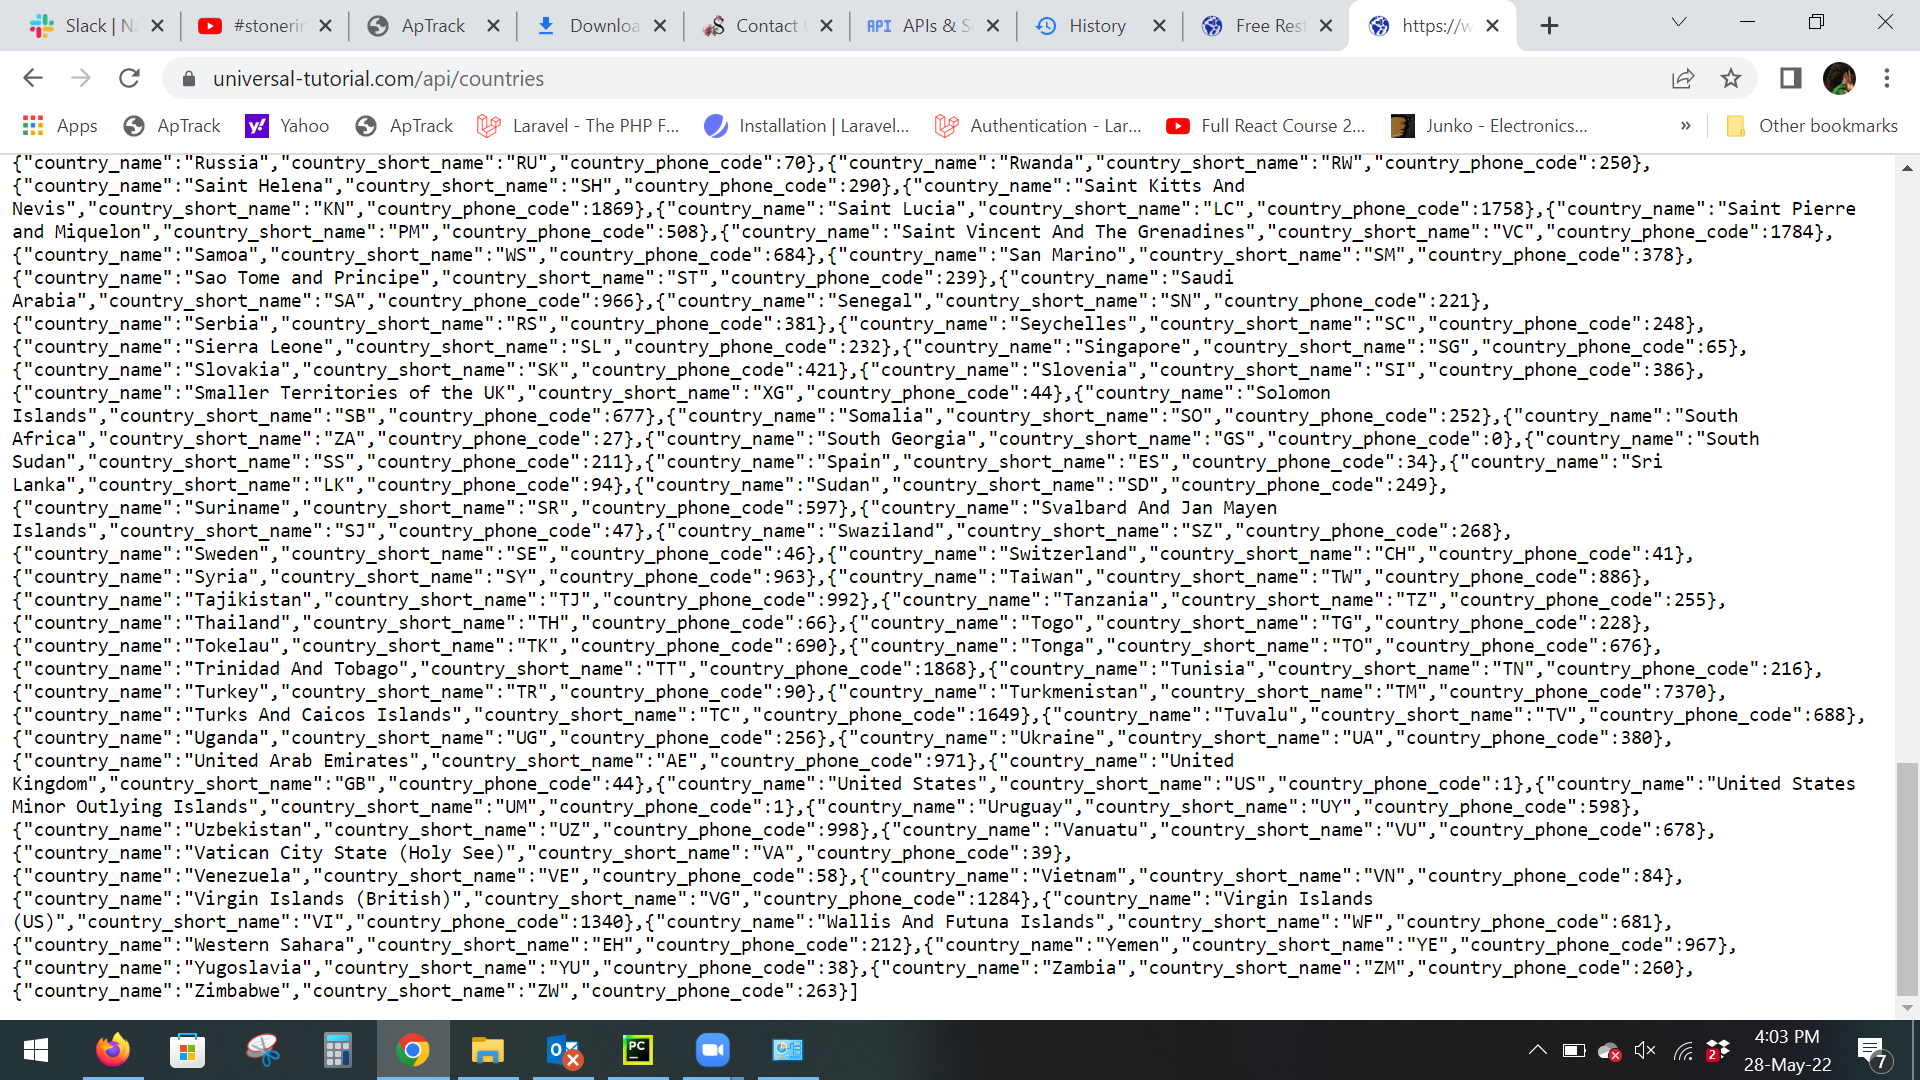 Slack | Na
#stonerin
ApTrack
Downloa
Contact U
API APIs & Se
History
Free Rest
https://w
universal-tutorial.com/api/countries
Apps
ApTrack
y! Yahoo
ApTrack
Laravel - The PHP F...
Installation | Laravel...
Authentication - Lar...
Full React Course 2...
Junko - Electronics...
»
Other bookmarks
{"country_name":"Russia","country_short_name":"RU","country_phone_code":70},{"country_name":"Rwanda","country_short_name":"RW","country_phone_code":250},
{"country_name":"Saint Helena","country_short_name":"SH","country_phone_code":290},{"country_name":"Saint Kitts And
Nevis","country_short_name":"KN","country_phone_code":1869},{"country_name":"Saint Lucia","country_short_name":"LC","country_phone_code":1758},{"country_name":"Saint Pierre
and Miquelon","country_short_name":"PM","country_phone_code":508},{"country_name":"Saint Vincent And The Grenadines","country_short_name":"VC","country_phone_code":1784},
{"country_name":"Samoa","country_short_name":"WS","country_phone_code":684},{"country_name":"San Marino","country_short_name":"SM","country_phone_code":378},
{"country_name":"Sao Tome and Principe","country_short_name":"ST","country_phone_code":239},{"country_name":"Saudi
Arabia","country_short_name":"SA","country_phone_code":966},{"country_name":"Senegal","country_short_name":"SN","country_phone_code":221},
{"country_name":"Serbia","country_short_name":"RS","country_phone_code":381},{"country_name":"Seychelles","country_short_name":"SC","country_phone_code":248},
{"country_name":"Sierra Leone","country_short_name":"SL","country_phone_code":232},{"country_name":"Singapore","country_short_name":"SG","country_phone_code":65},
{"country_name":"Slovakia","country_short_name":"SK","country_phone_code":421},{"country_name":"Slovenia","country_short_name":"SI","country_phone_code":386},
{"country_name":"Smaller Territories of the UK","country_short_name":"XG","country_phone_code":44},{"country_name":"Solomon
Islands","country_short_name":"SB","country_phone_code":677},{"country_name":"Somalia","country_short_name":"SO","country_phone_code":252},{"country_name":"South
Africa","country_short_name":"ZA","country_phone_code":27},{"country_name":"South Georgia","country_short_name":"GS","country_phone_code":0},{"country_name":"South
Sudan","country_short_name":"SS","country_phone_code":211},{"country_name":"Spain","country_short_name":"ES","country_phone_code":34},{"country_name":"Sri
Lanka","country_short_name":"LK","country_phone_code":94},{"country_name":"Sudan","country_short_name":"SD","country_phone_code":249},
{"country_name":"Suriname","country_short_name":"SR","country_phone_code":597},{"country_name":"Svalbard And Jan Mayen
Islands","country_short_name":"SJ","country_phone_code":47},{"country_name":"Swaziland","country_short_name":"SZ","country_phone_code":268},
{"country_name":"Sweden","country_short_name":"SE","country_phone_code":46},{"country_name":"Switzerland","country_short_name":"CH","country_phone_code":41},
{"country_name":"Syria","country_short_name":"SY","country_phone_code":963},{"country_name":"Taiwan","country_short_name":"TW","country_phone_code":886},
{"country_name":"Tajikistan","country_short_name":"TJ","country_phone_code":992},{"country_name":"Tanzania","country_short_name":"TZ","country_phone_code":255},
{"country_name":"Thailand","country_short_name":"TH","country_phone_code":66},{"country_name":"Togo","country_short_name":"TG","country_phone_code":228},
{"country_name":"Tokelau","country_short_name":"TK","country_phone_code":690},{"country_name":"Tonga","country_short_name":"TO","country_phone_code":676},
{"country_name":"Trinidad And Tobago","country_short_name":"TT","country_phone_code":1868},{"country_name":"Tunisia","country_short_name":"TN","country_phone_code":216},
{"country_name":"Turkey","country_short_name":"TR","country_phone_code":90},{"country_name":"Turkmenistan","country_short_name":"TM","country_phone_code":7370},
{"country_name":"Turks And Caicos Islands","country_short_name":"TC","country_phone_code":1649},{"country_name":"Tuvalu","country_short_name":"TV","country_phone_code":688},
{"country_name":"Uganda","country_short_name":"UG","country_phone_code":256},{"country_name":"Ukraine","country_short_name":"UA","country_phone_code":380},
{"country_name":"United Arab Emirates","country_short_name":"AE","country_phone_code":971},{"country_name":"United
Kingdom","country_short_name":"GB","country_phone_code":44},{"country_name":"United States","country_short_name":"US","country_phone_code":1},{"country_name":"United States
Minor Outlying Islands","country_short_name":"UM","country_phone_code":1},{"country_name":"Uruguay","country_short_name":"UY","country_phone_code":598},
{"country_name":"Uzbekistan","country_short_name":"UZ","country_phone_code":998},{"country_name":"Vanuatu","country_short_name":"VU","country_phone_code":678},
{"country_name":"Vatican City State (Holy See)","country_short_name":"VA","country_phone_code":39},
{"country_name":"Venezuela","country_short_name":"VE","country_phone_code":58},{"country_name":"Vietnam","country_short_name":"VN","country_phone_code":84},
{"country_name":"Virgin Islands (British)","country_short_name":"VG","country_phone_code":1284},{"country_name":"Virgin Islands
(US)","country_short_name":"VI","country_phone_code":1340},{"country_name":"Wallis And Futuna Islands","country_short_name":"WF","country_phone_code":681},
{"country_name":"Western Sahara","country_short_name":"EH","country_phone_code":212},{"country_name":"Yemen","country_short_name":"YE","country_phone_code":967},
{"country_name":"Yugoslavia","country_short_name":"YU","country_phone_code":38},{"country_name":"Zambia","country_short_name":"ZM","country_phone_code":260},
{"country_name":"Zimbabwe","country_short_name":"ZW","country_phone_code":263}]
PC
2
4:03 PM
28-May-22
7